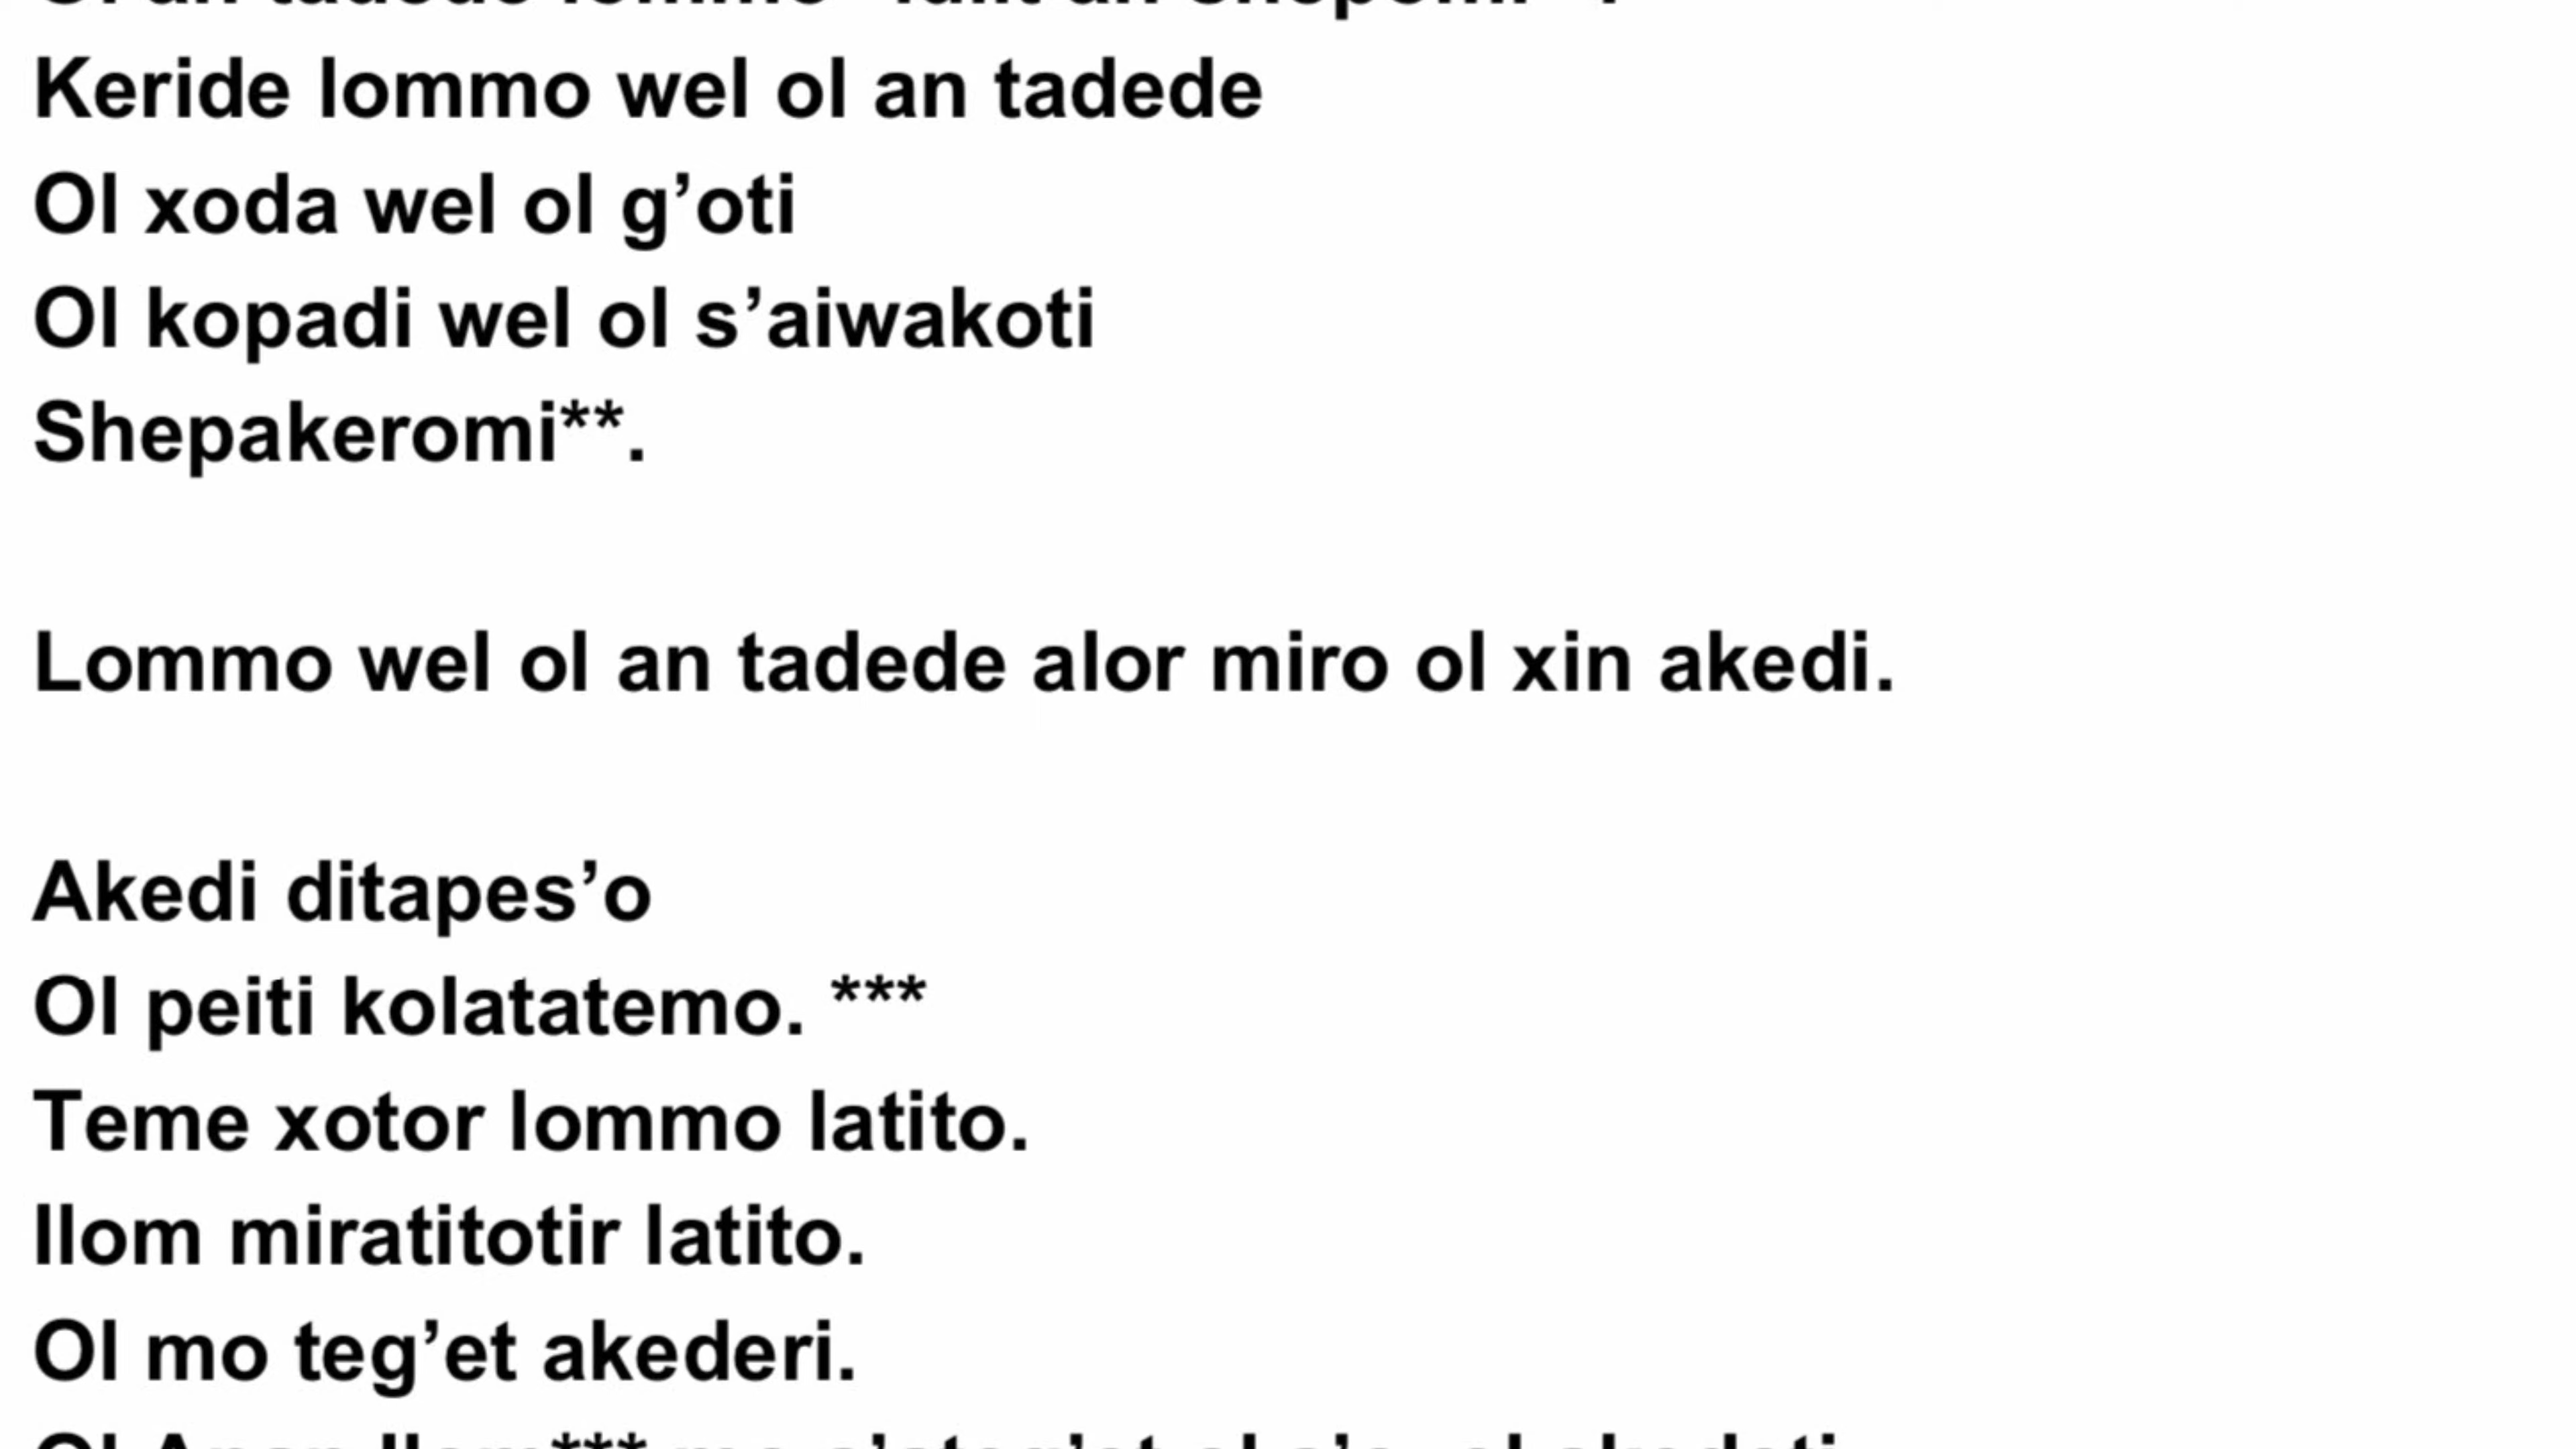 Keride lommo wel ol an tadede
Ol xoda wel ol g’oti
Ol kopadi wel ol s’aiwakoti
Shepakeromi**.
Lommo wel ol an tadede alor miro ol xin akedi.
Akedi ditapes’o
Ol peiti kolatatemo. ***
Teme xotor lommo latito.
Ilom miratitotir latito.
Ol mo teg’et akederi.